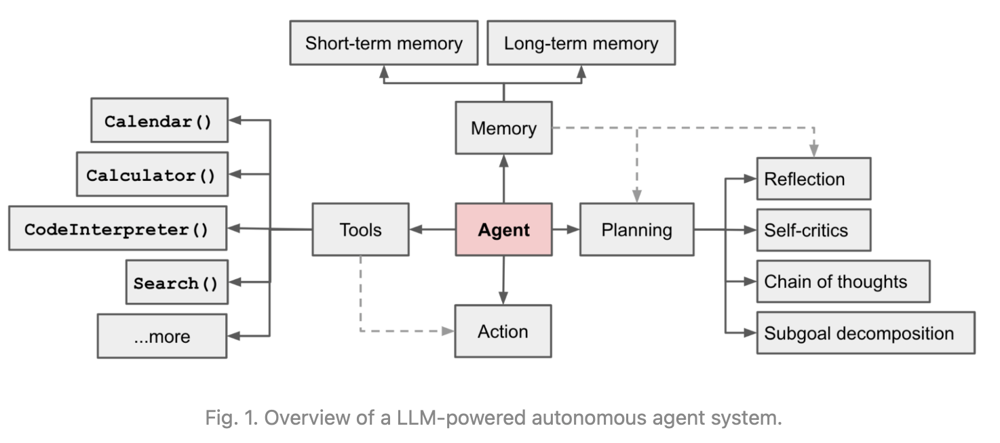 Short-term memory
Long-term memory
Calendar()
Memory
Calculator()
Reflection
CodeInterpreter()
Tools
Agent
Planning
Self-critics
Search()
Chain of thoughts
...more
Action
Subgoal decomposition
Fig. 1. Overview of a LLM-powered autonomous agent system.